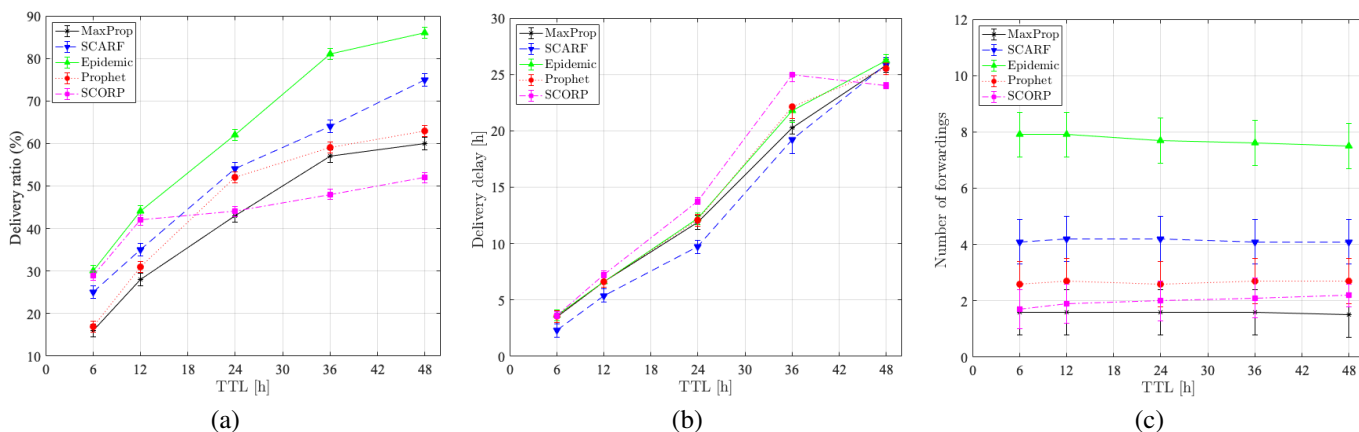 90
80
70
60
50
40
30
20
10
Delivery ratio (%)
MaxProp
SCARF
Epidemic
Prophet
SCORP
0 6 12 18 24 30 36 42 48
TTL [h]
(a)
30
25
20
15
10
5
0
Delivery delay [h]
MaxProp
SCARF
Epidemic
Prophet
SCORP
0 6 12 18 24 30 36 42 48
TTL [h]
(b)
12
10
8
6
4
2
0
Number of forwardings
MaxProp
SCARF
Epidemic
Prophet
SCORP
0 6 12 18 24 30 36 42 48
TTL [h]
(c)